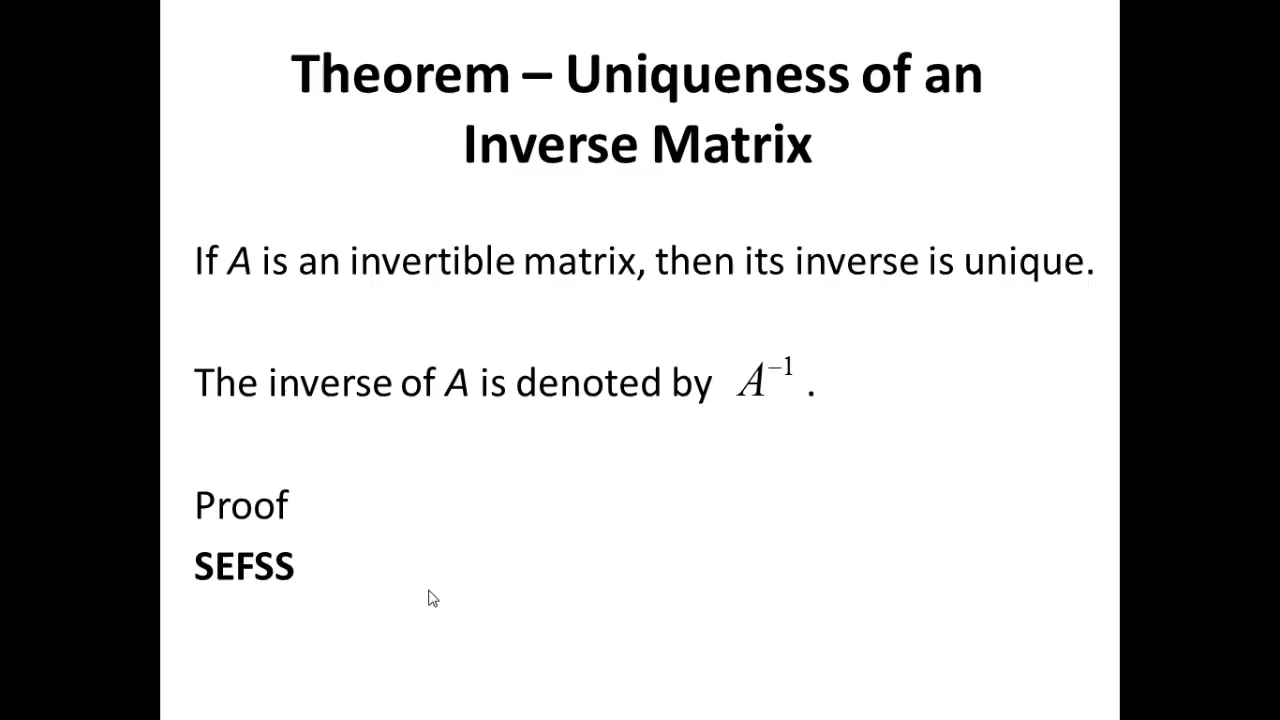 Theorem – Uniqueness of an
Inverse Matrix
If A is an invertible matrix, then its inverse is unique.
The inverse of A is denoted by A⁻¹ .
Proof
SEFSS